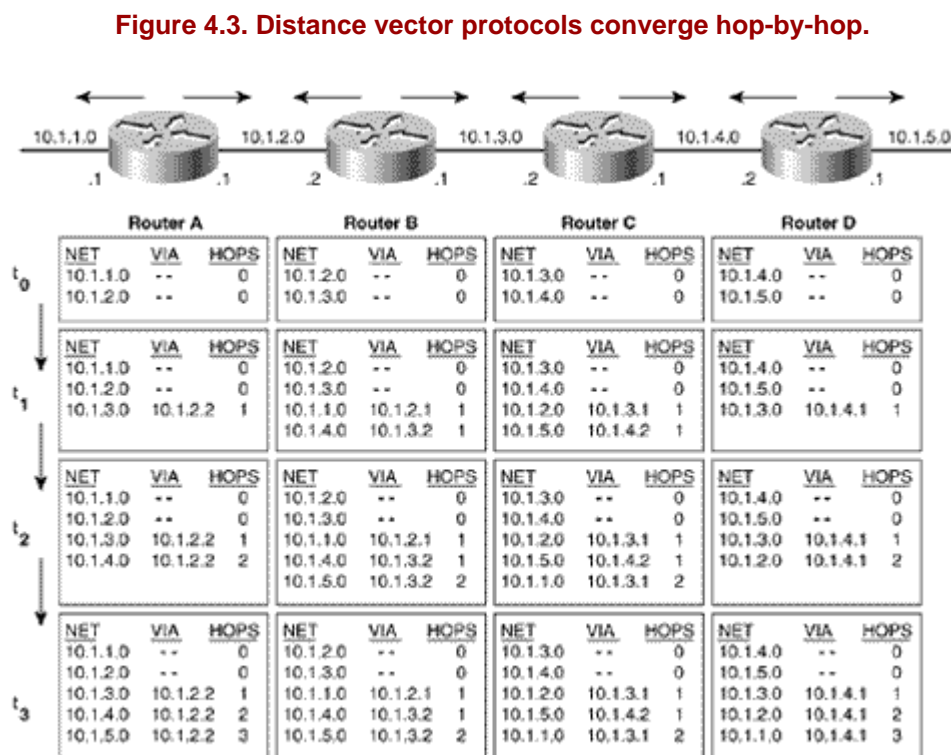 Figure 4.3. Distance vector protocols converge hop-by-hop.
10.1.1.0 10.1.2.0 10.1.3.0 10.1.4.0 10.1.5.0
.1 .1 .2 .1 .2 .1 .2 .1
Router A Router B Router C Router D
t0
NET VIA HOPS NET VIA HOPS NET VIA HOPS NET VIA HOPS
10.1.1.0 -- 0 10.1.2.0 -- 0 10.1.3.0 -- 0 10.1.4.0 -- 0
10.1.2.0 -- 0 10.1.3.0 -- 0 10.1.4.0 -- 0 10.1.5.0 -- 0
t1
NET VIA HOPS NET VIA HOPS NET VIA HOPS NET VIA HOPS
10.1.1.0 -- 0 10.1.2.0 -- 0 10.1.3.0 -- 0 10.1.4.0 -- 0
10.1.2.0 -- 0 10.1.3.0 -- 0 10.1.4.0 -- 0 10.1.5.0 -- 0
10.1.3.0 10.1.2.2 1 10.1.1.0 10.1.2.1 1 10.1.2.0 10.1.3.1 1 10.1.3.0 10.1.4.1 1
10.1.4.0 10.1.3.2 1 10.1.5.0 10.1.4.2 1
t2
NET VIA HOPS NET VIA HOPS NET VIA HOPS NET VIA HOPS
10.1.1.0 -- 0 10.1.2.0 -- 0 10.1.3.0 -- 0 10.1.4.0 -- 0
10.1.2.0 -- 0 10.1.3.0 -- 0 10.1.4.0 -- 0 10.1.5.0 -- 0
10.1.3.0 10.1.2.2 1 10.1.1.0 10.1.2.1 1 10.1.2.0 10.1.3.1 1 10.1.3.0 10.1.4.1 1
10.1.4.0 10.1.2.2 2 10.1.4.0 10.1.3.2 1 10.1.5.0 10.1.4.2 1 10.1.2.0 10.1.4.1 2
10.1.5.0 10.1.3.2 2 10.1.1.0 10.1.3.1 2
t3
NET VIA HOPS NET VIA HOPS NET VIA HOPS NET VIA HOPS
10.1.1.0 -- 0 10.1.2.0 -- 0 10.1.3.0 -- 0 10.1.4.0 -- 0
10.1.2.0 -- 0 10.1.3.0 -- 0 10.1.4.0 -- 0 10.1.5.0 -- 0
10.1.3.0 10.1.2.2 1 10.1.1.0 10.1.2.1 1 10.1.2.0 10.1.3.1 1 10.1.3.0 10.1.4.1 1
10.1.4.0 10.1.2.2 2 10.1.4.0 10.1.3.2 1 10.1.5.0 10.1.4.2 1 10.1.2.0 10.1.4.1 2
10.1.5.0 10.1.2.2 3 10.1.5.0 10.1.3.2 2 10.1.1.0 10.1.3.1 2 10.1.1.0 10.1.4.1 3